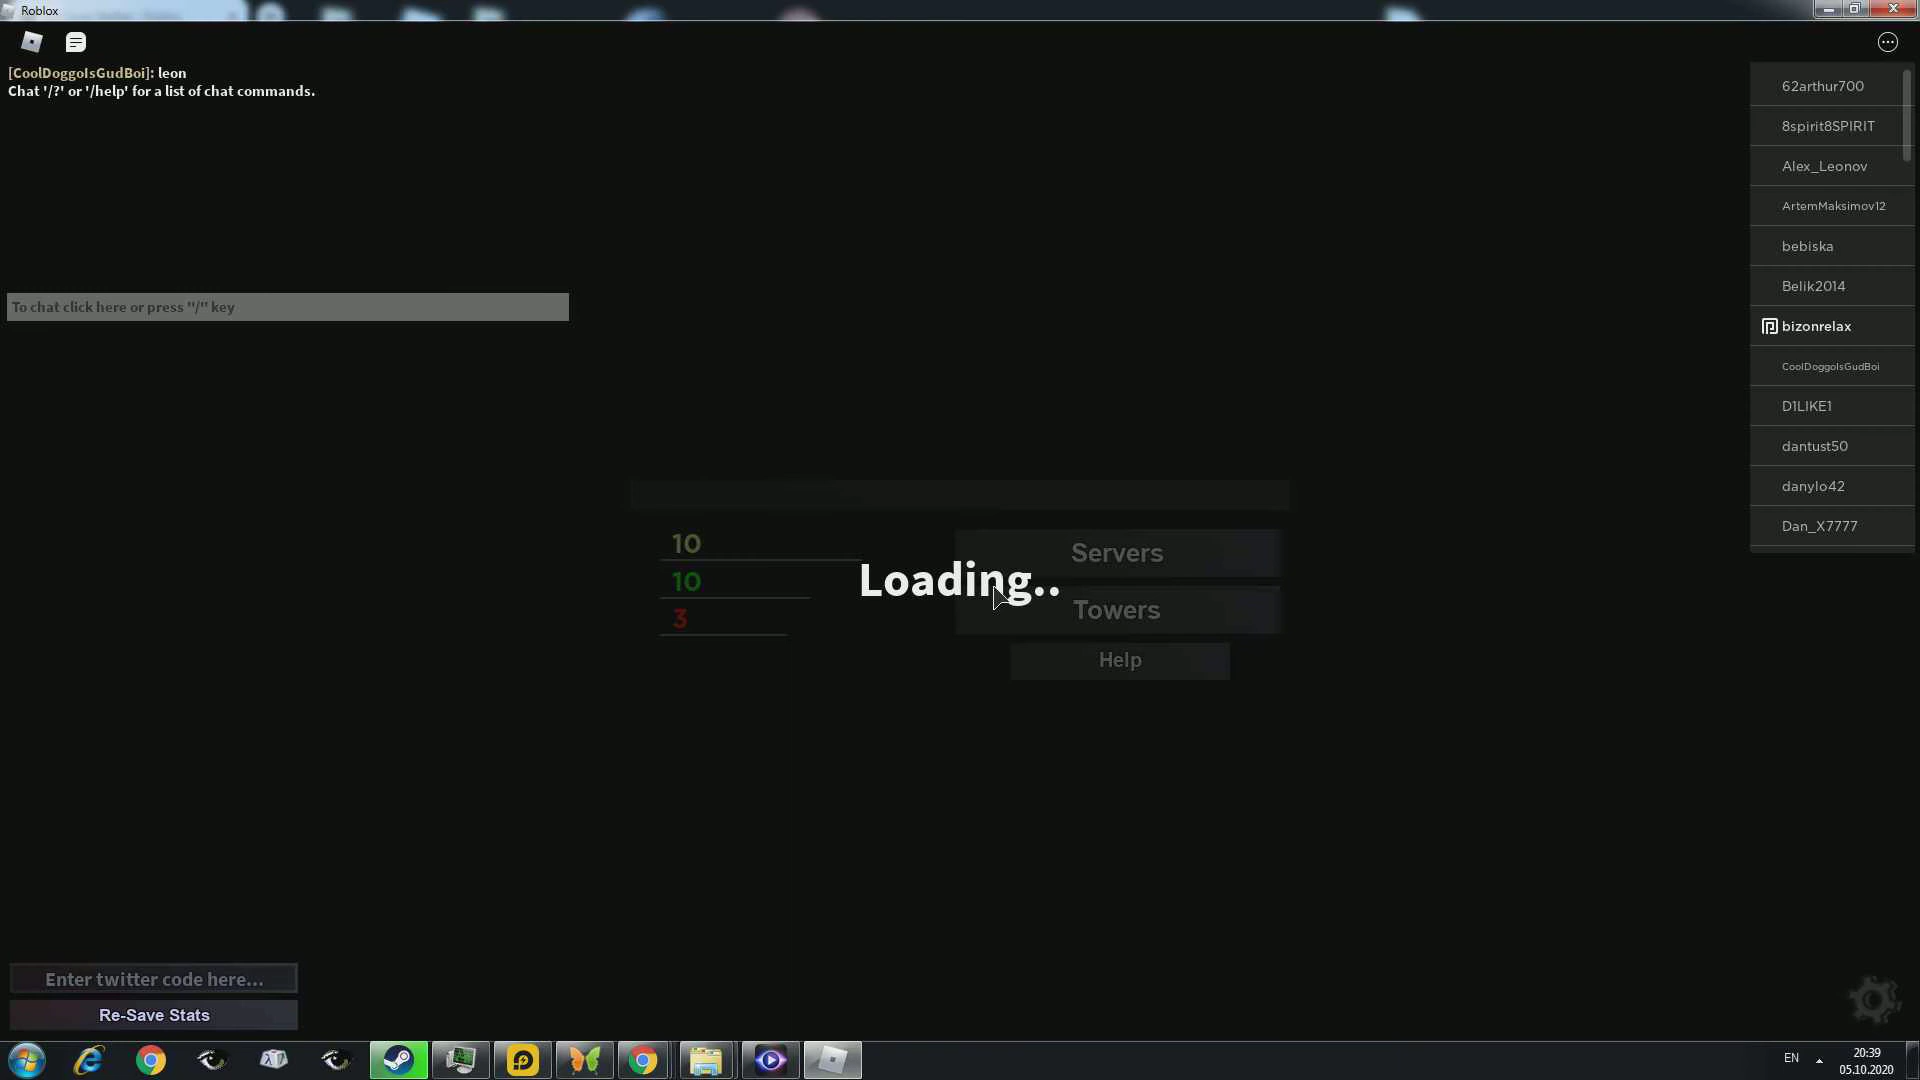 Roblox
[CoolDoggoIsGudBoi]: leon
Chat '/?' or '/help' for a list of chat commands.
To chat click here or press "/" key
62arthur700
8spirit8SPIRIT
Alex_Leonov
ArtemMaksimov12
bebiska
Belik2014
bizonrelax
CoolDoggoIsGudBoi
D1LIKE1
dantust50
danylo42
Dan_X7777
10
10
3
Loading..
Servers
Towers
Help
Enter twitter code here...
Re-Save Stats
EN
20:39
05.10.2020